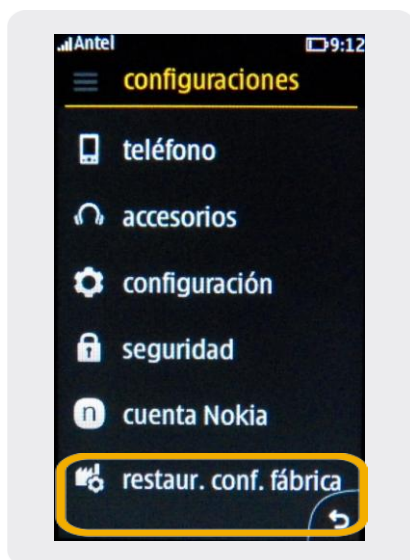 Antel 9:12
configuraciones
teléfono
accesorios
configuración
seguridad
n cuenta Nokia
restaur. conf. fábrica